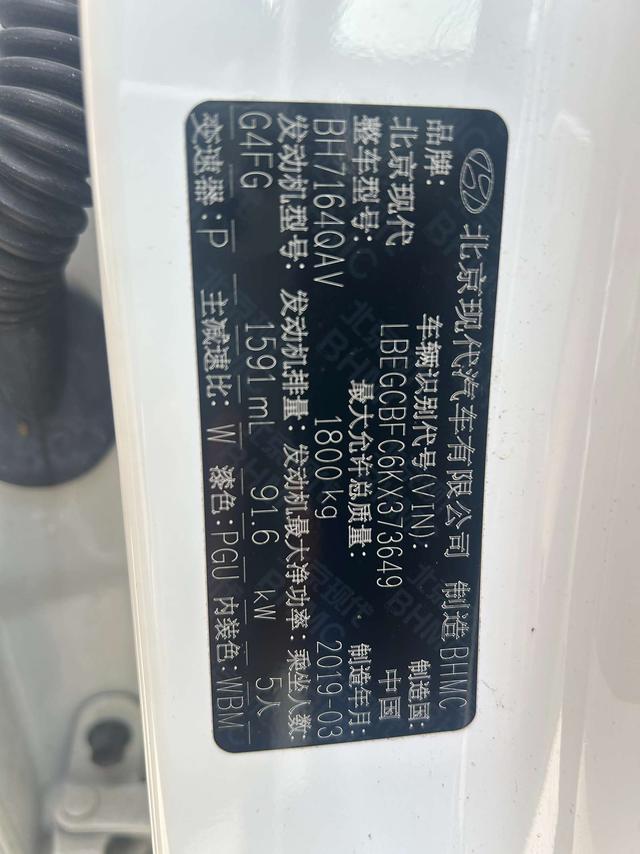 北京现代汽车有限公司 制造 BHMC
品牌: 车辆识别代号(VIN): 制造国:
北京现代 LBEGCBFC6KX373649 中国
整车型号: 最大允许总质量: 制造年月:
BH7164QAV 1800kg 2019-03
发动机型号: 发动机排量: 发动机最大净功率: 乘坐人数:
G4FG 1591mL 91.6 kW 5人
变速器: P 主减速比: W 漆色: PGU 内装色: WBM